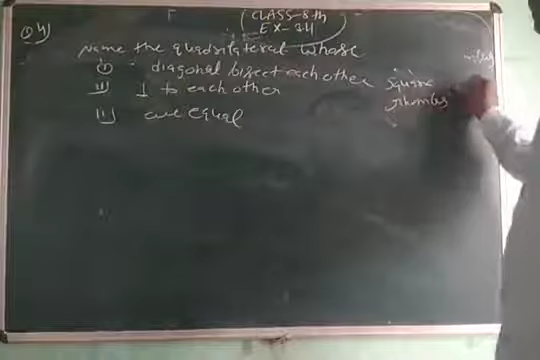 (CLASS-8th
EX-3.4
Q4)
Name the quadrilateral whose
(i) diagonal bisect each other
ii) ⊥ to each other
iii) are equal
Square
rhombus